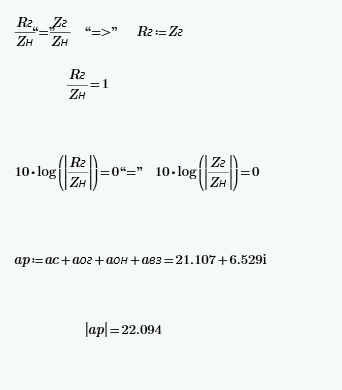 Rг/Zн “=” Zг/Zн “=>” Rг:=Zг
Rг/Zн = 1
10·log(|Rг/Zн|) = 0 “=” 10·log(|Zг/Zн|) = 0
ap:=ac+aог+aон+aвз=21.107+6.529i
|ap|=22.094